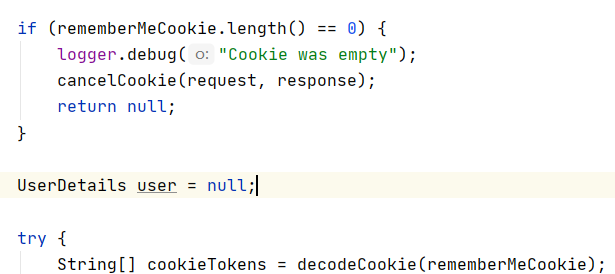 if (rememberMeCookie.length() == 0) {
    logger.debug( o: "Cookie was empty");
    cancelCookie(request, response);
    return null;
}
UserDetails user = null;
try {
    String[] cookieTokens = decodeCookie(rememberMeCookie);